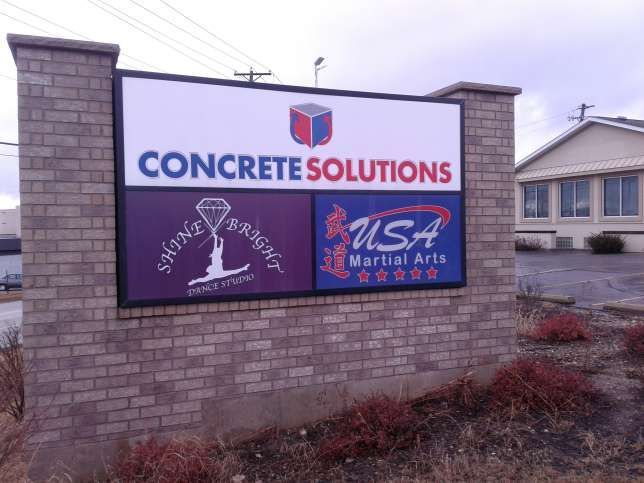 CONCRETE SOLUTIONS
SHINE BRIGHT
DANCE STUDIO
武道
USA
Martial Arts